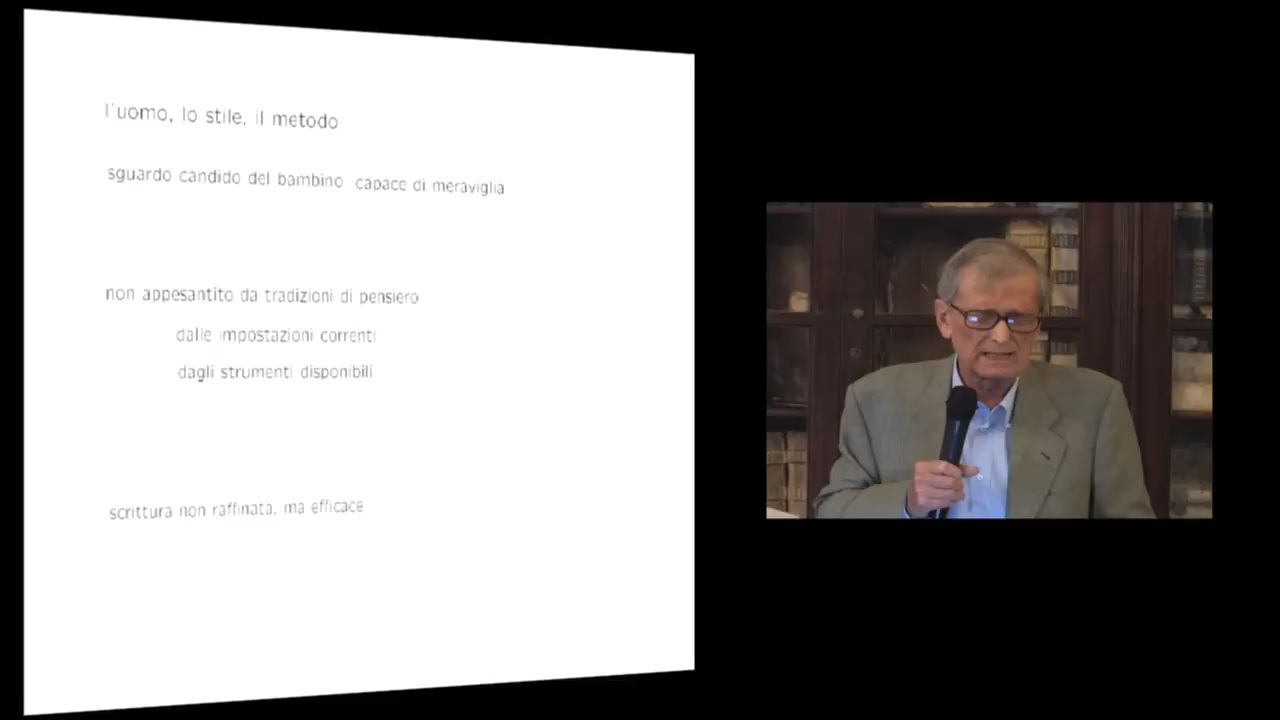 l'uomo, lo stile, il metodo
sguardo candido del bambino capace di meraviglia
non appesantito da tradizioni di pensiero
dalle impostazioni correnti
dagli strumenti disponibili
scrittura non raffinata, ma efficace